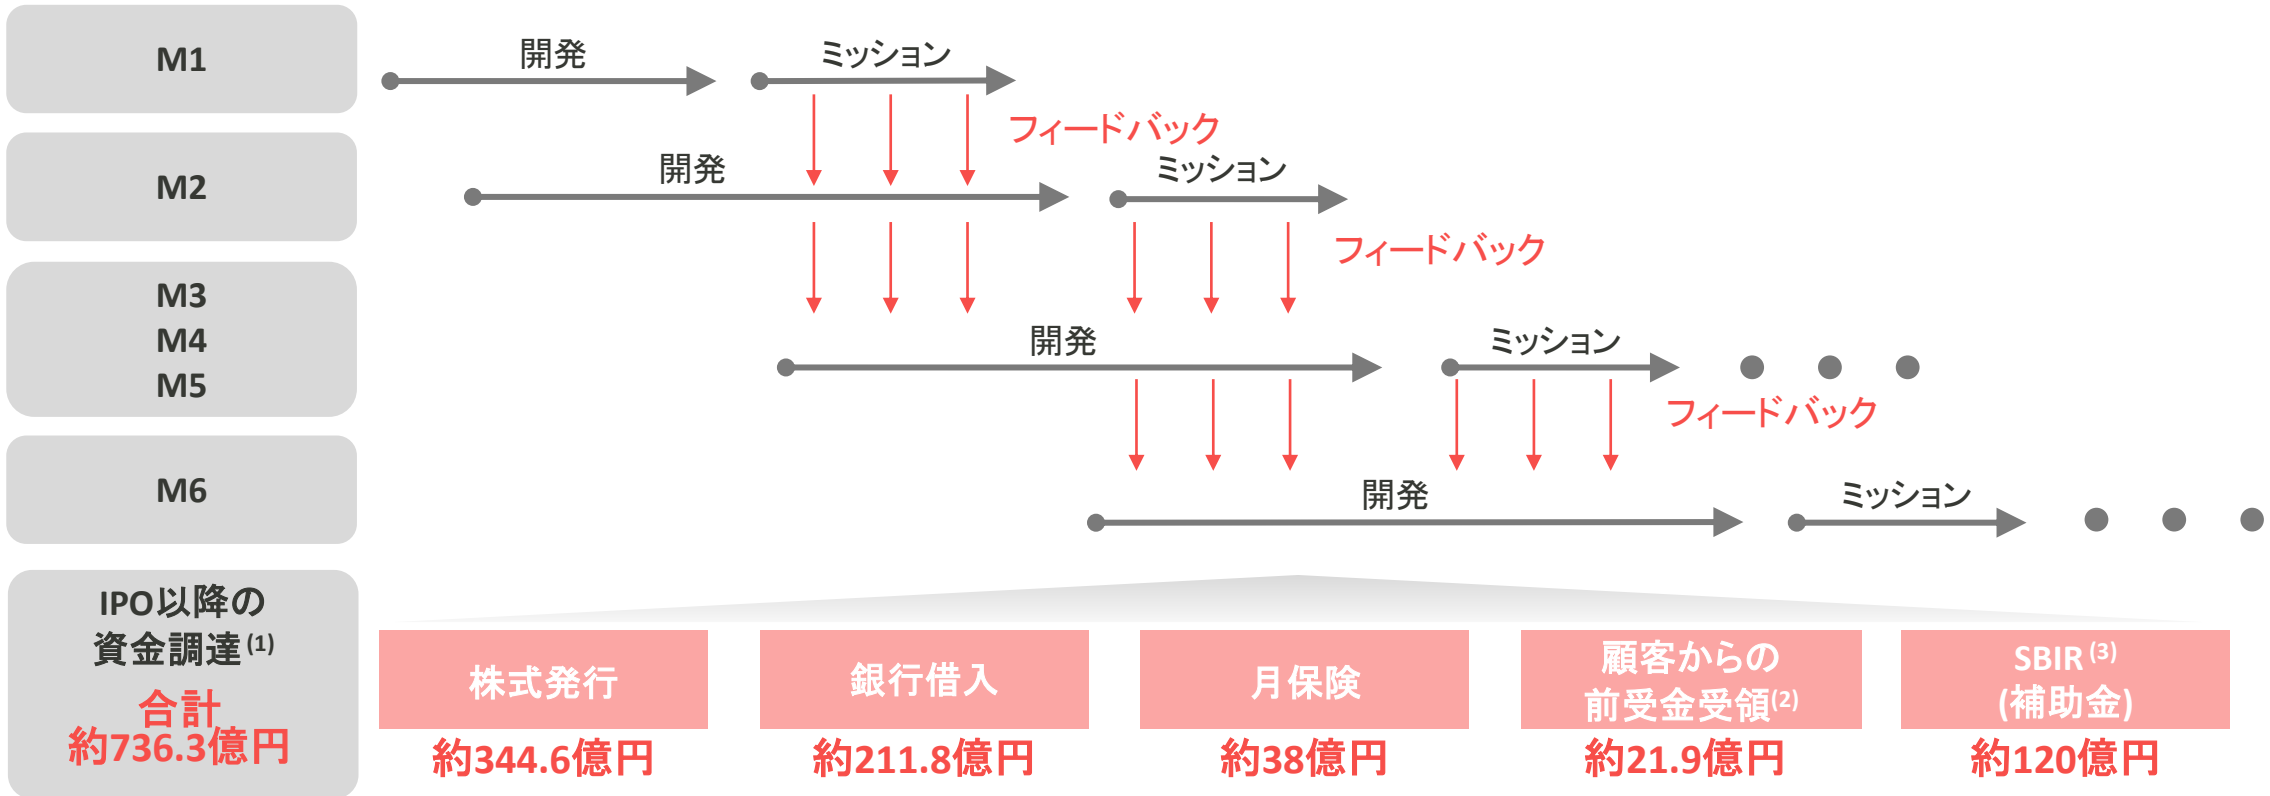 M1
開発
ミッション
フィードバック
M2
開発
ミッション
フィードバック
M3
M4
M5
開発
ミッション
フィードバック
M6
開発
ミッション
IPO以降の
資金調達(1)
合計
約736.3億円
株式発行
約344.6億円
銀行借入
約211.8億円
月保険
約38億円
顧客からの
前受金受領(2)
約21.9億円
SBIR(3)
(補助金)
約120億円